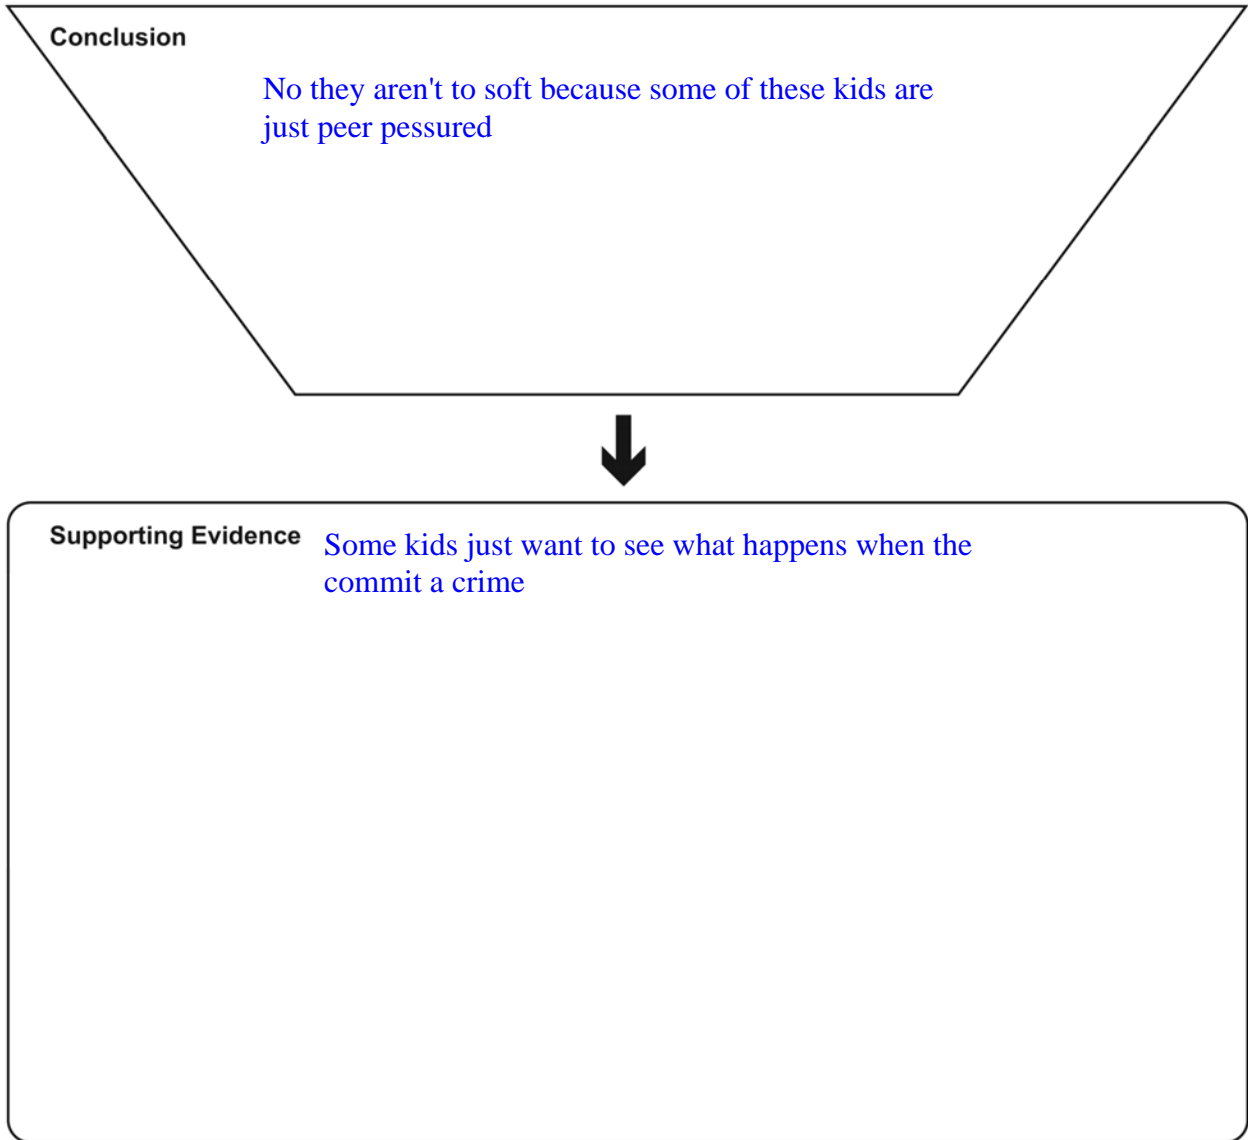 Conclusion
No they aren't to soft because some of these kids are
just peer pessured
Supporting Evidence Some kids just want to see what happens when the
commit a crime